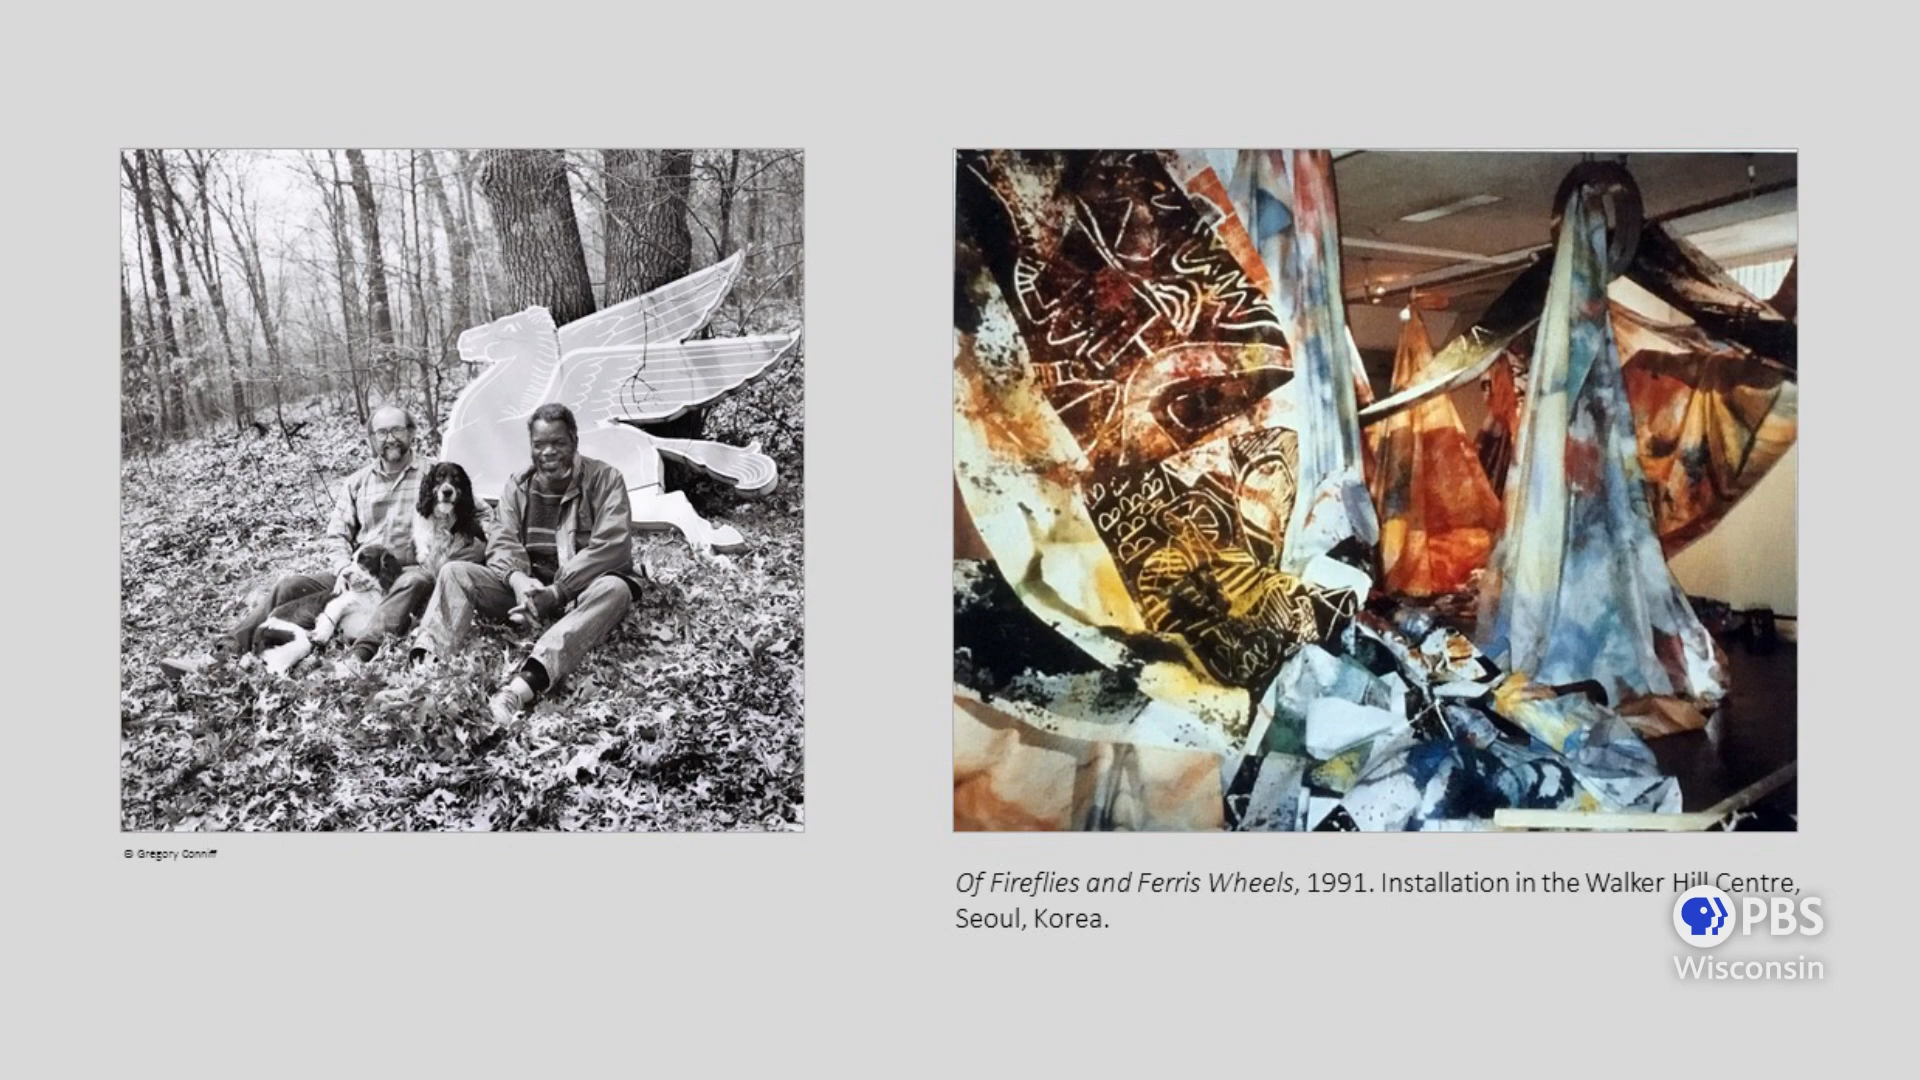 © Gregory Conniff
Of Fireflies and Ferris Wheels, 1991. Installation in the Walker Hill Centre,
Seoul, Korea.
PBS
Wisconsin